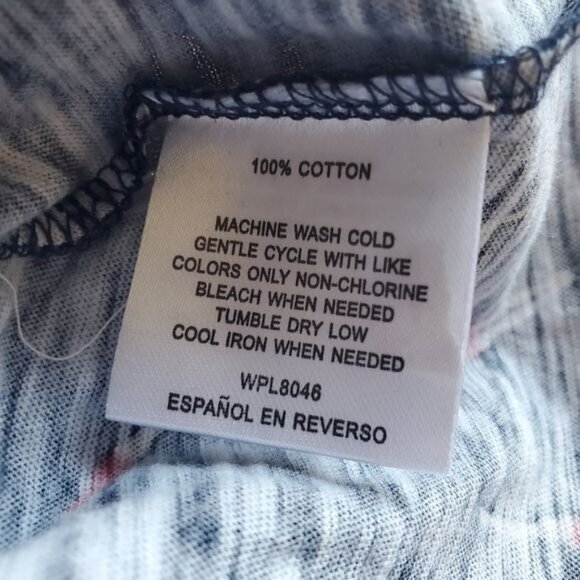 100% COTTON
MACHINE WASH COLD
GENTLE CYCLE WITH LIKE
COLORS ONLY NON-CHLORINE
BLEACH WHEN NEEDED
TUMBLE DRY LOW
COOL IRON WHEN NEEDED
WPL8046
ESPAÑOL EN REVERSO